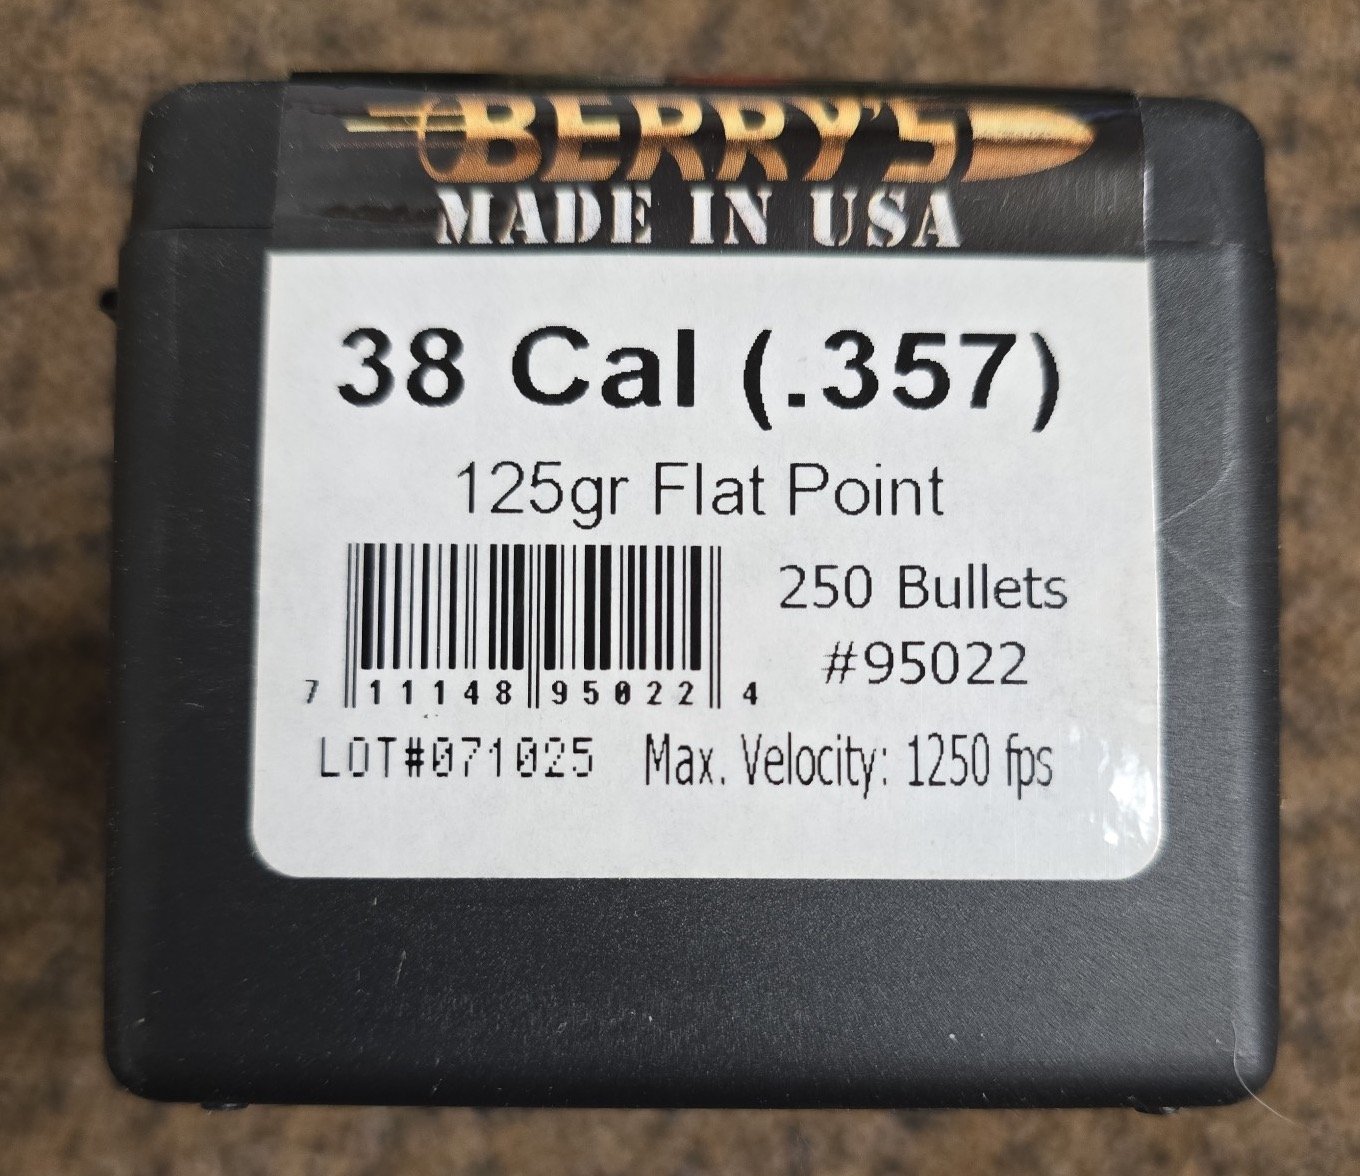 BERRY'S
MADE IN USA
38 Cal (.357)
125gr Flat Point
250 Bullets
#95022
7 11148 95022 4
LOT#071025 Max. Velocity: 1250 fps